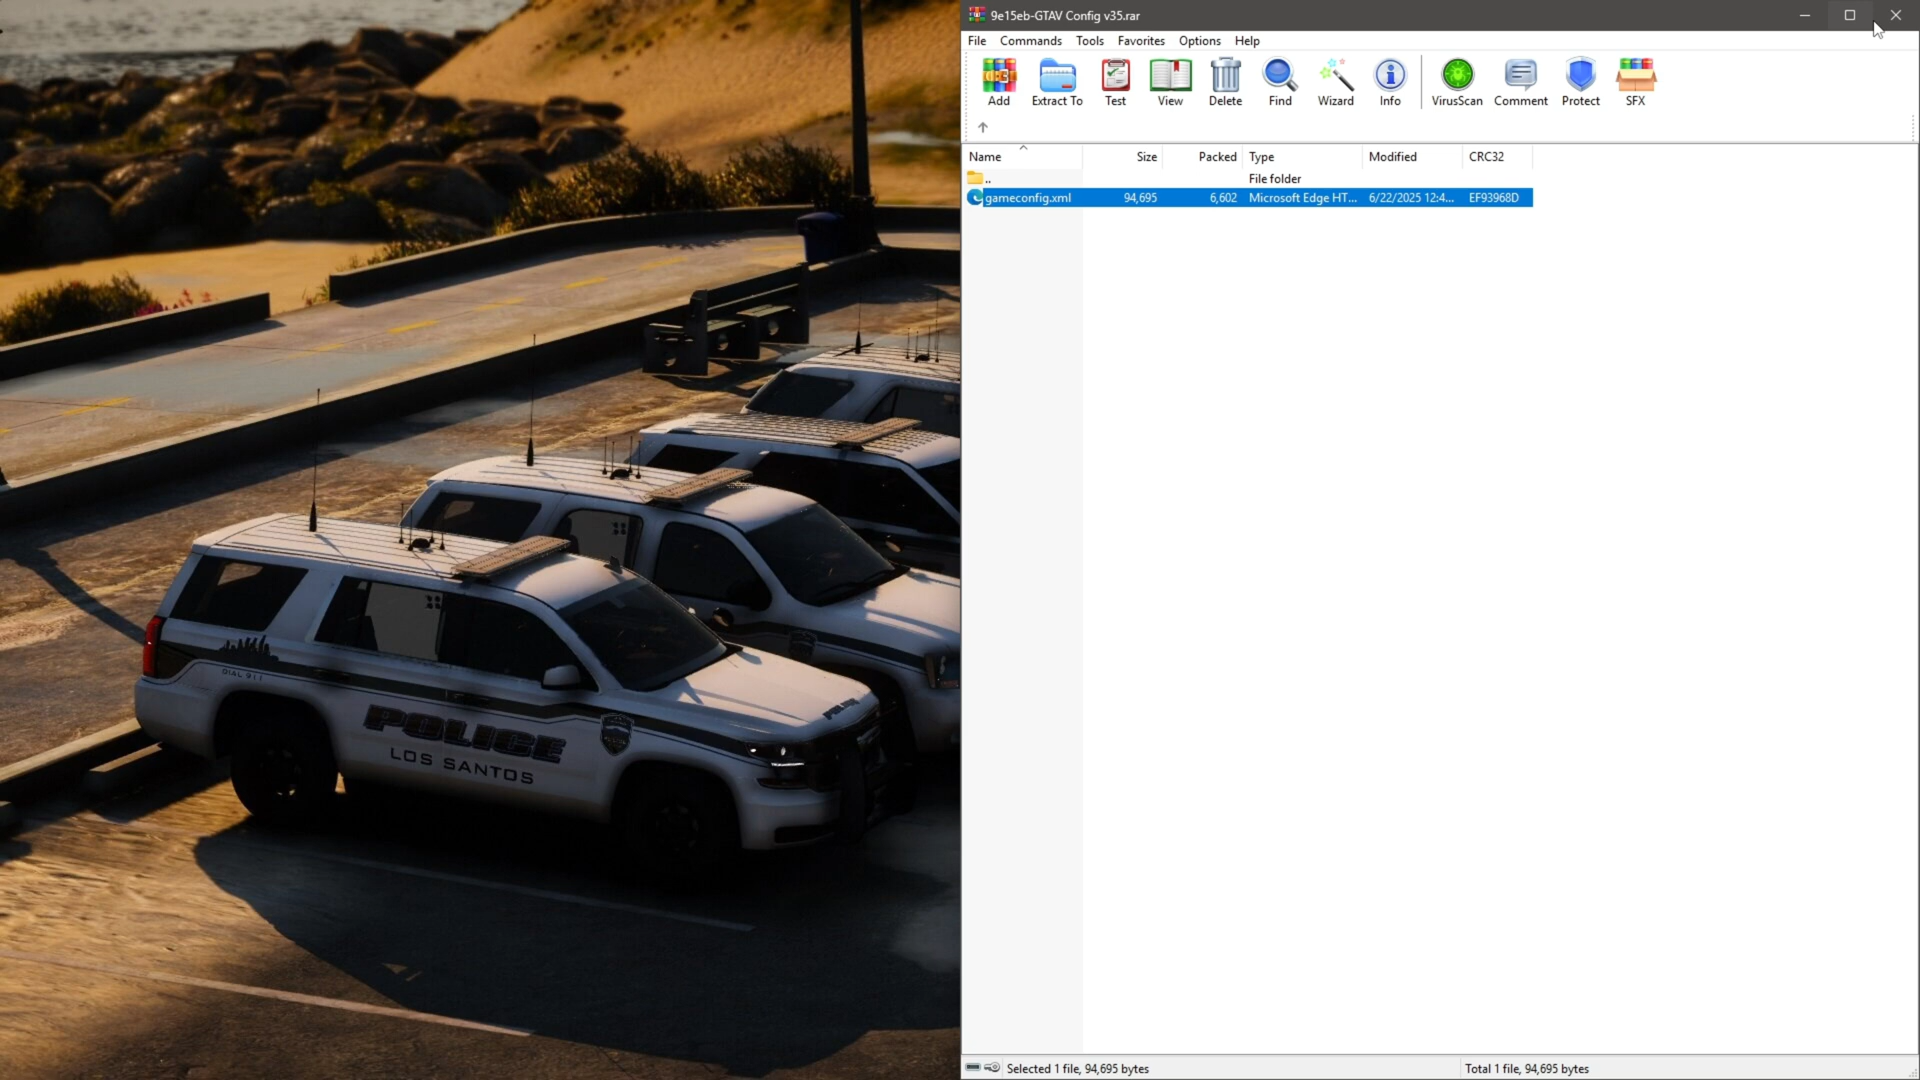 9e15eb-GTAV Config v35.rar
File Commands Tools Favorites Options Help
Add Extract To Test View Delete Find Wizard Info VirusScan Comment Protect SFX
Name Size Packed Type Modified CRC32
.. File folder
gameconfig.xml 94,695 6,602 Microsoft Edge HT... 6/22/2025 12:4... EF93968D
DIAL 911
POLICE
LOS SANTOS
Selected 1 file, 94,695 bytes Total 1 file, 94,695 bytes